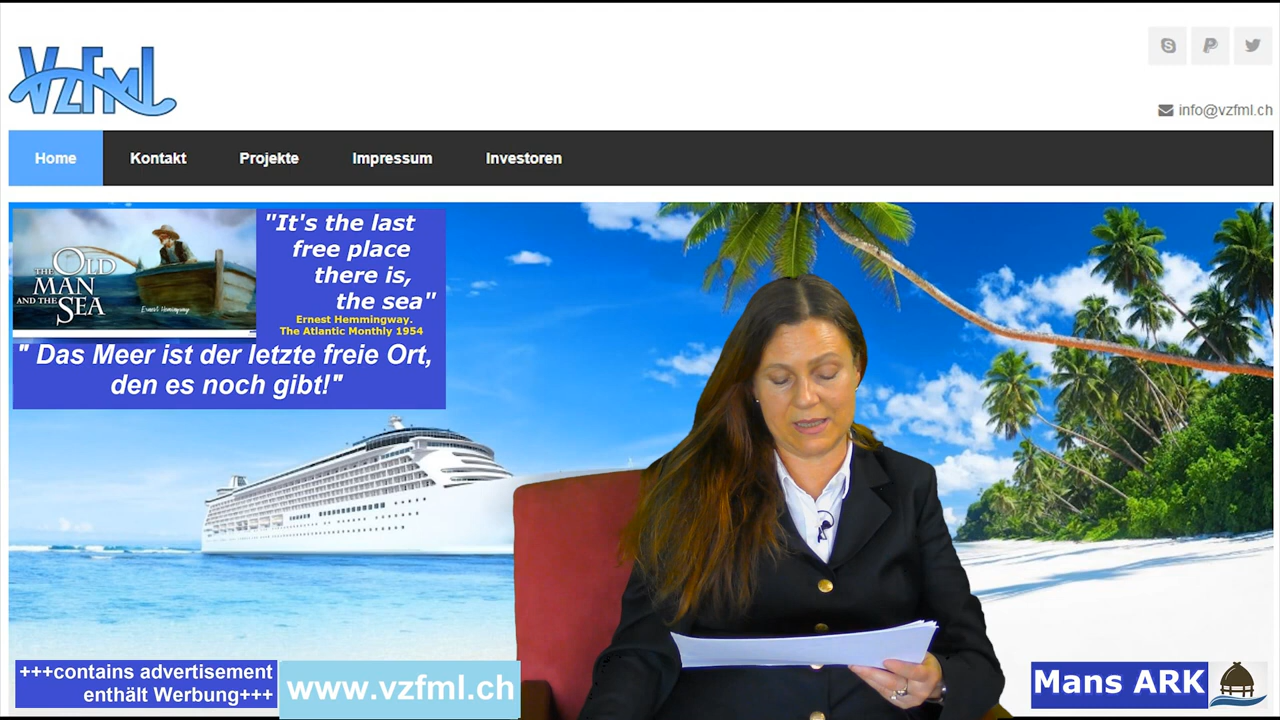 VzFmL
info@vzfml.ch
Home Kontakt Projekte Impressum Investoren
THE OLD
MAN
AND THE
SEA
Ernest Hemingway
"It's the last
free place
there is,
the sea"
Ernest Hemmingway.
The Atlantic Monthly 1954
" Das Meer ist der letzte freie Ort,
den es noch gibt!"
+++contains advertisement
enthält Werbung+++
www.vzfml.ch
Mans ARK